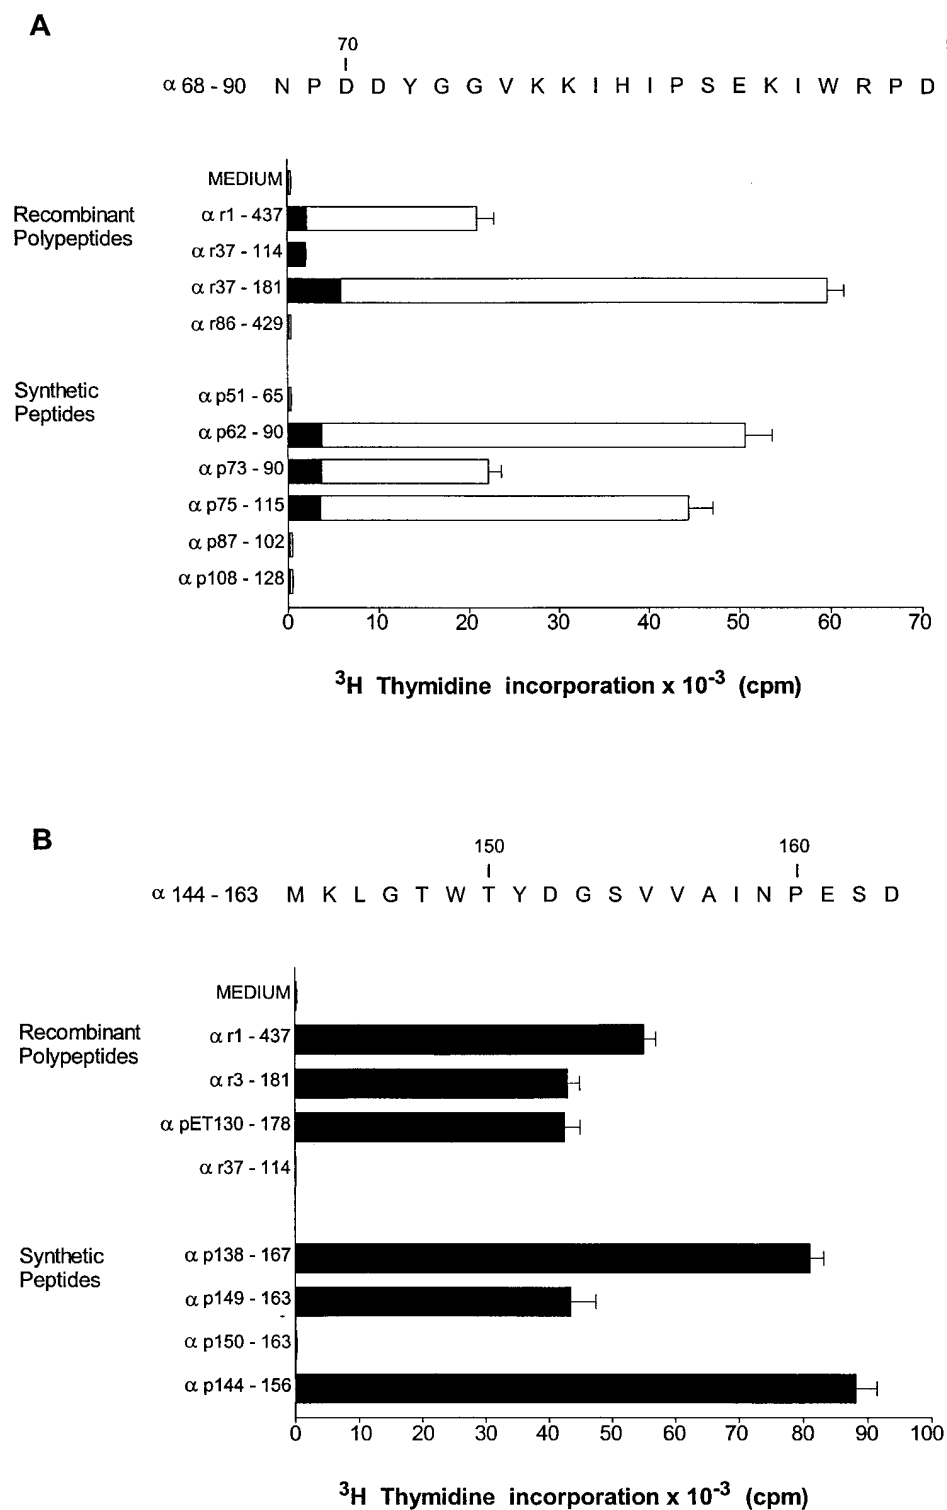 A
70
α 68 - 90 N P D D Y G G V K K I H I P S E K I W R P D
MEDIUM
Recombinant
Polypeptides
α r1 - 437
α r37 - 114
α r37 - 181
α r86 - 429
Synthetic
Peptides
α p51 - 65
α p62 - 90
α p73 - 90
α p75 - 115
α p87 - 102
α p108 - 128
0 10 20 30 40 50 60 70
³H Thymidine incorporation x 10⁻³ (cpm)
B
150 160
α 144 - 163 M K L G T W T Y D G S V V A I N P E S D
MEDIUM
Recombinant
Polypeptides
α r1 - 437
α r3 - 181
α pET130 - 178
α r37 - 114
Synthetic
Peptides
α p138 - 167
α p149 - 163
α p150 - 163
α p144 - 156
0 10 20 30 40 50 60 70 80 90 100
³H Thymidine incorporation x 10⁻³ (cpm)